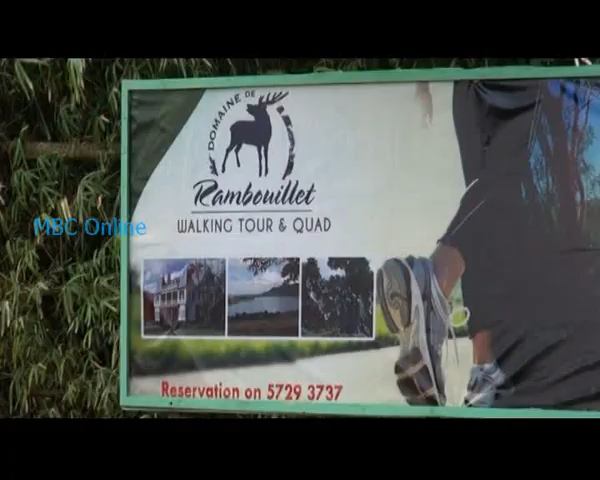 DOMAINE DE
Rambouillet
WALKING TOUR & QUAD
MBC Online
Reservation on 5729 3737